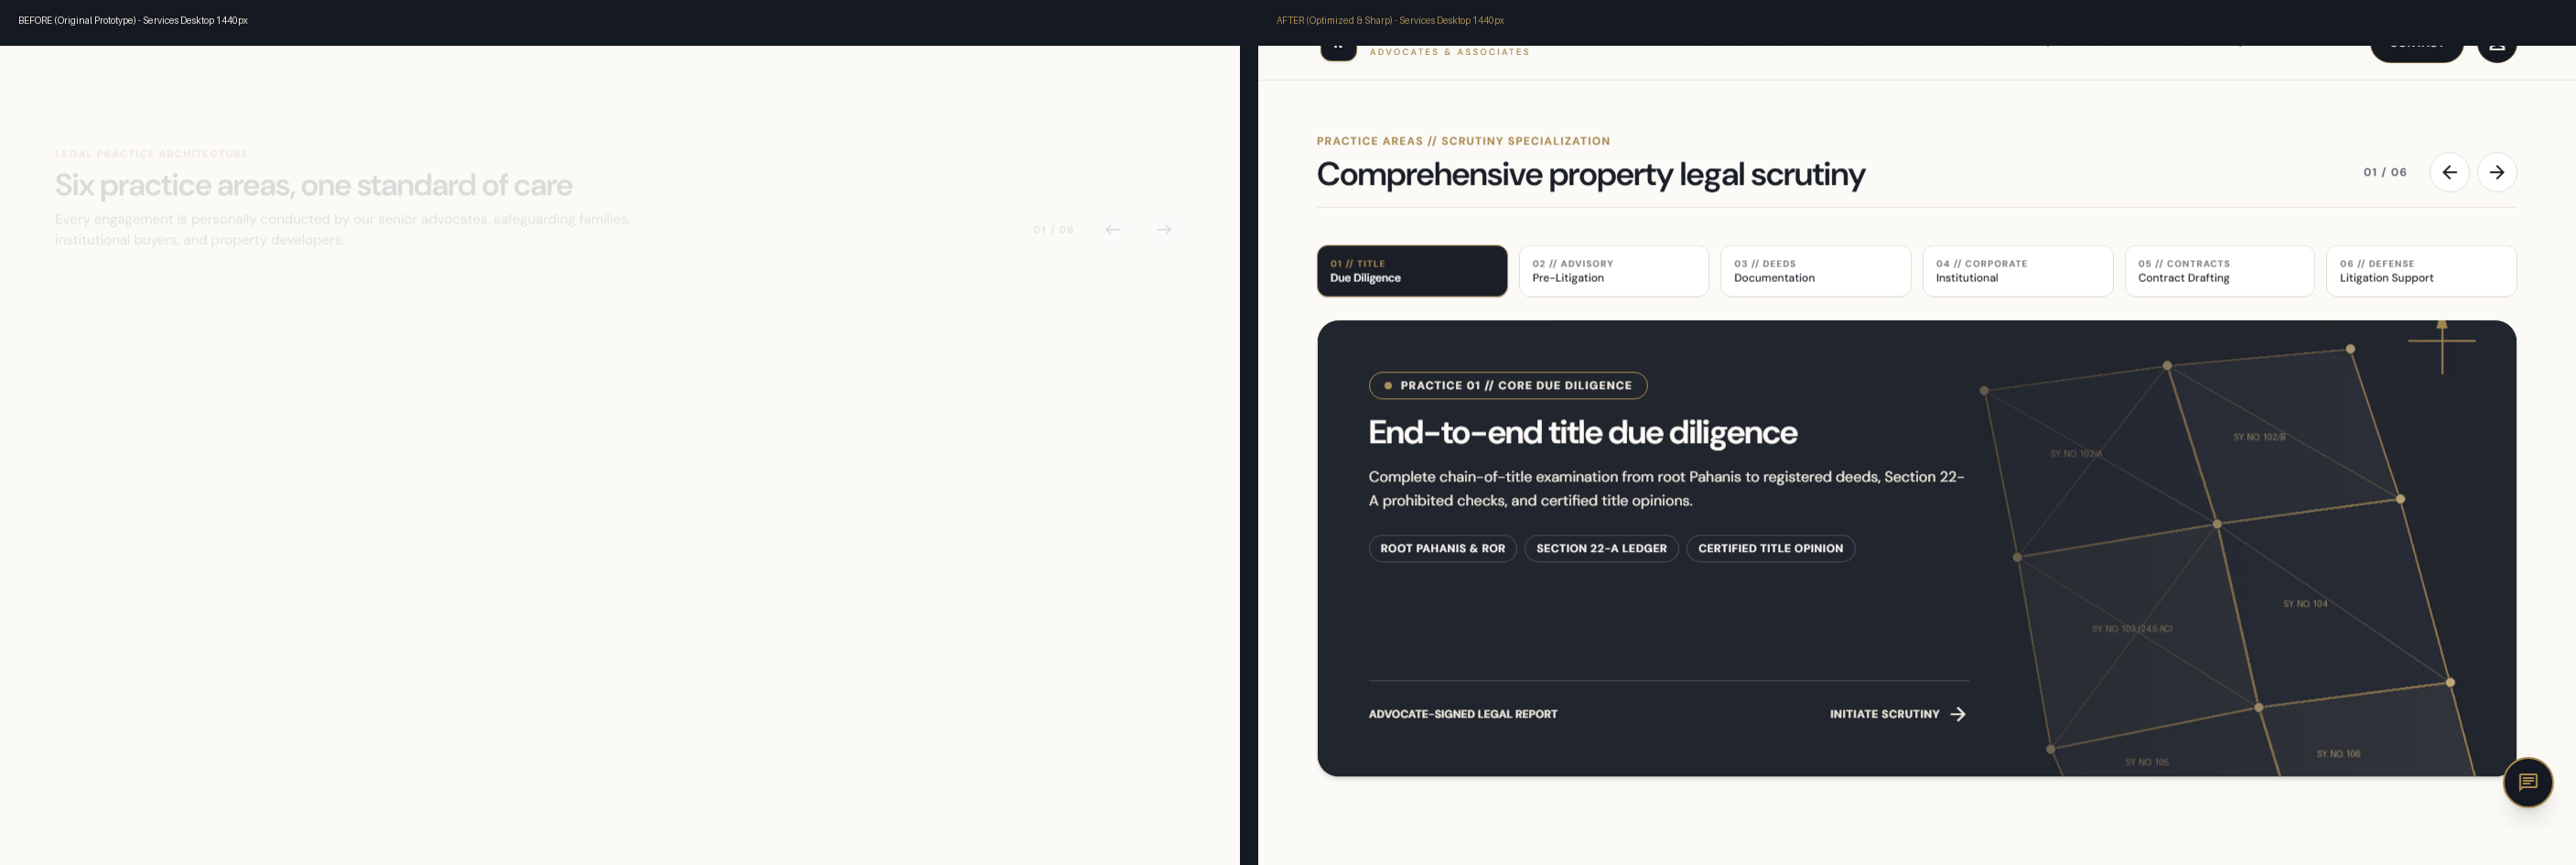 BEFORE (Original Prototype) - Services Desktop 1440px
LEGAL PRACTICE ARCHITECTURE
Six practice areas, one standard of care
Every engagement is personally conducted by our senior advocates, safeguarding families,
institutional buyers, and property developers.
01 / 06
AFTER (Optimized & Sharp) - Services Desktop 1440px
ADVOCATES & ASSOCIATES
PRACTICE AREAS // SCRUTINY SPECIALIZATION
Comprehensive property legal scrutiny
01 / 06
01 // TITLE
Due Diligence
02 // ADVISORY
Pre-Litigation
03 // DEEDS
Documentation
04 // CORPORATE
Institutional
05 // CONTRACTS
Contract Drafting
06 // DEFENSE
Litigation Support
PRACTICE 01 // CORE DUE DILIGENCE
End-to-end title due diligence
Complete chain-of-title examination from root Pahanis to registered deeds, Section 22-
A prohibited checks, and certified title opinions.
ROOT PAHANIS & ROR
SECTION 22-A LEDGER
CERTIFIED TITLE OPINION
ADVOCATE-SIGNED LEGAL REPORT
INITIATE SCRUTINY
SY. NO. 102/A
SY. NO. 102/B
SY. NO. 104
SY. NO. 103 (24.5 AC)
SY. NO. 105
SY. NO. 106